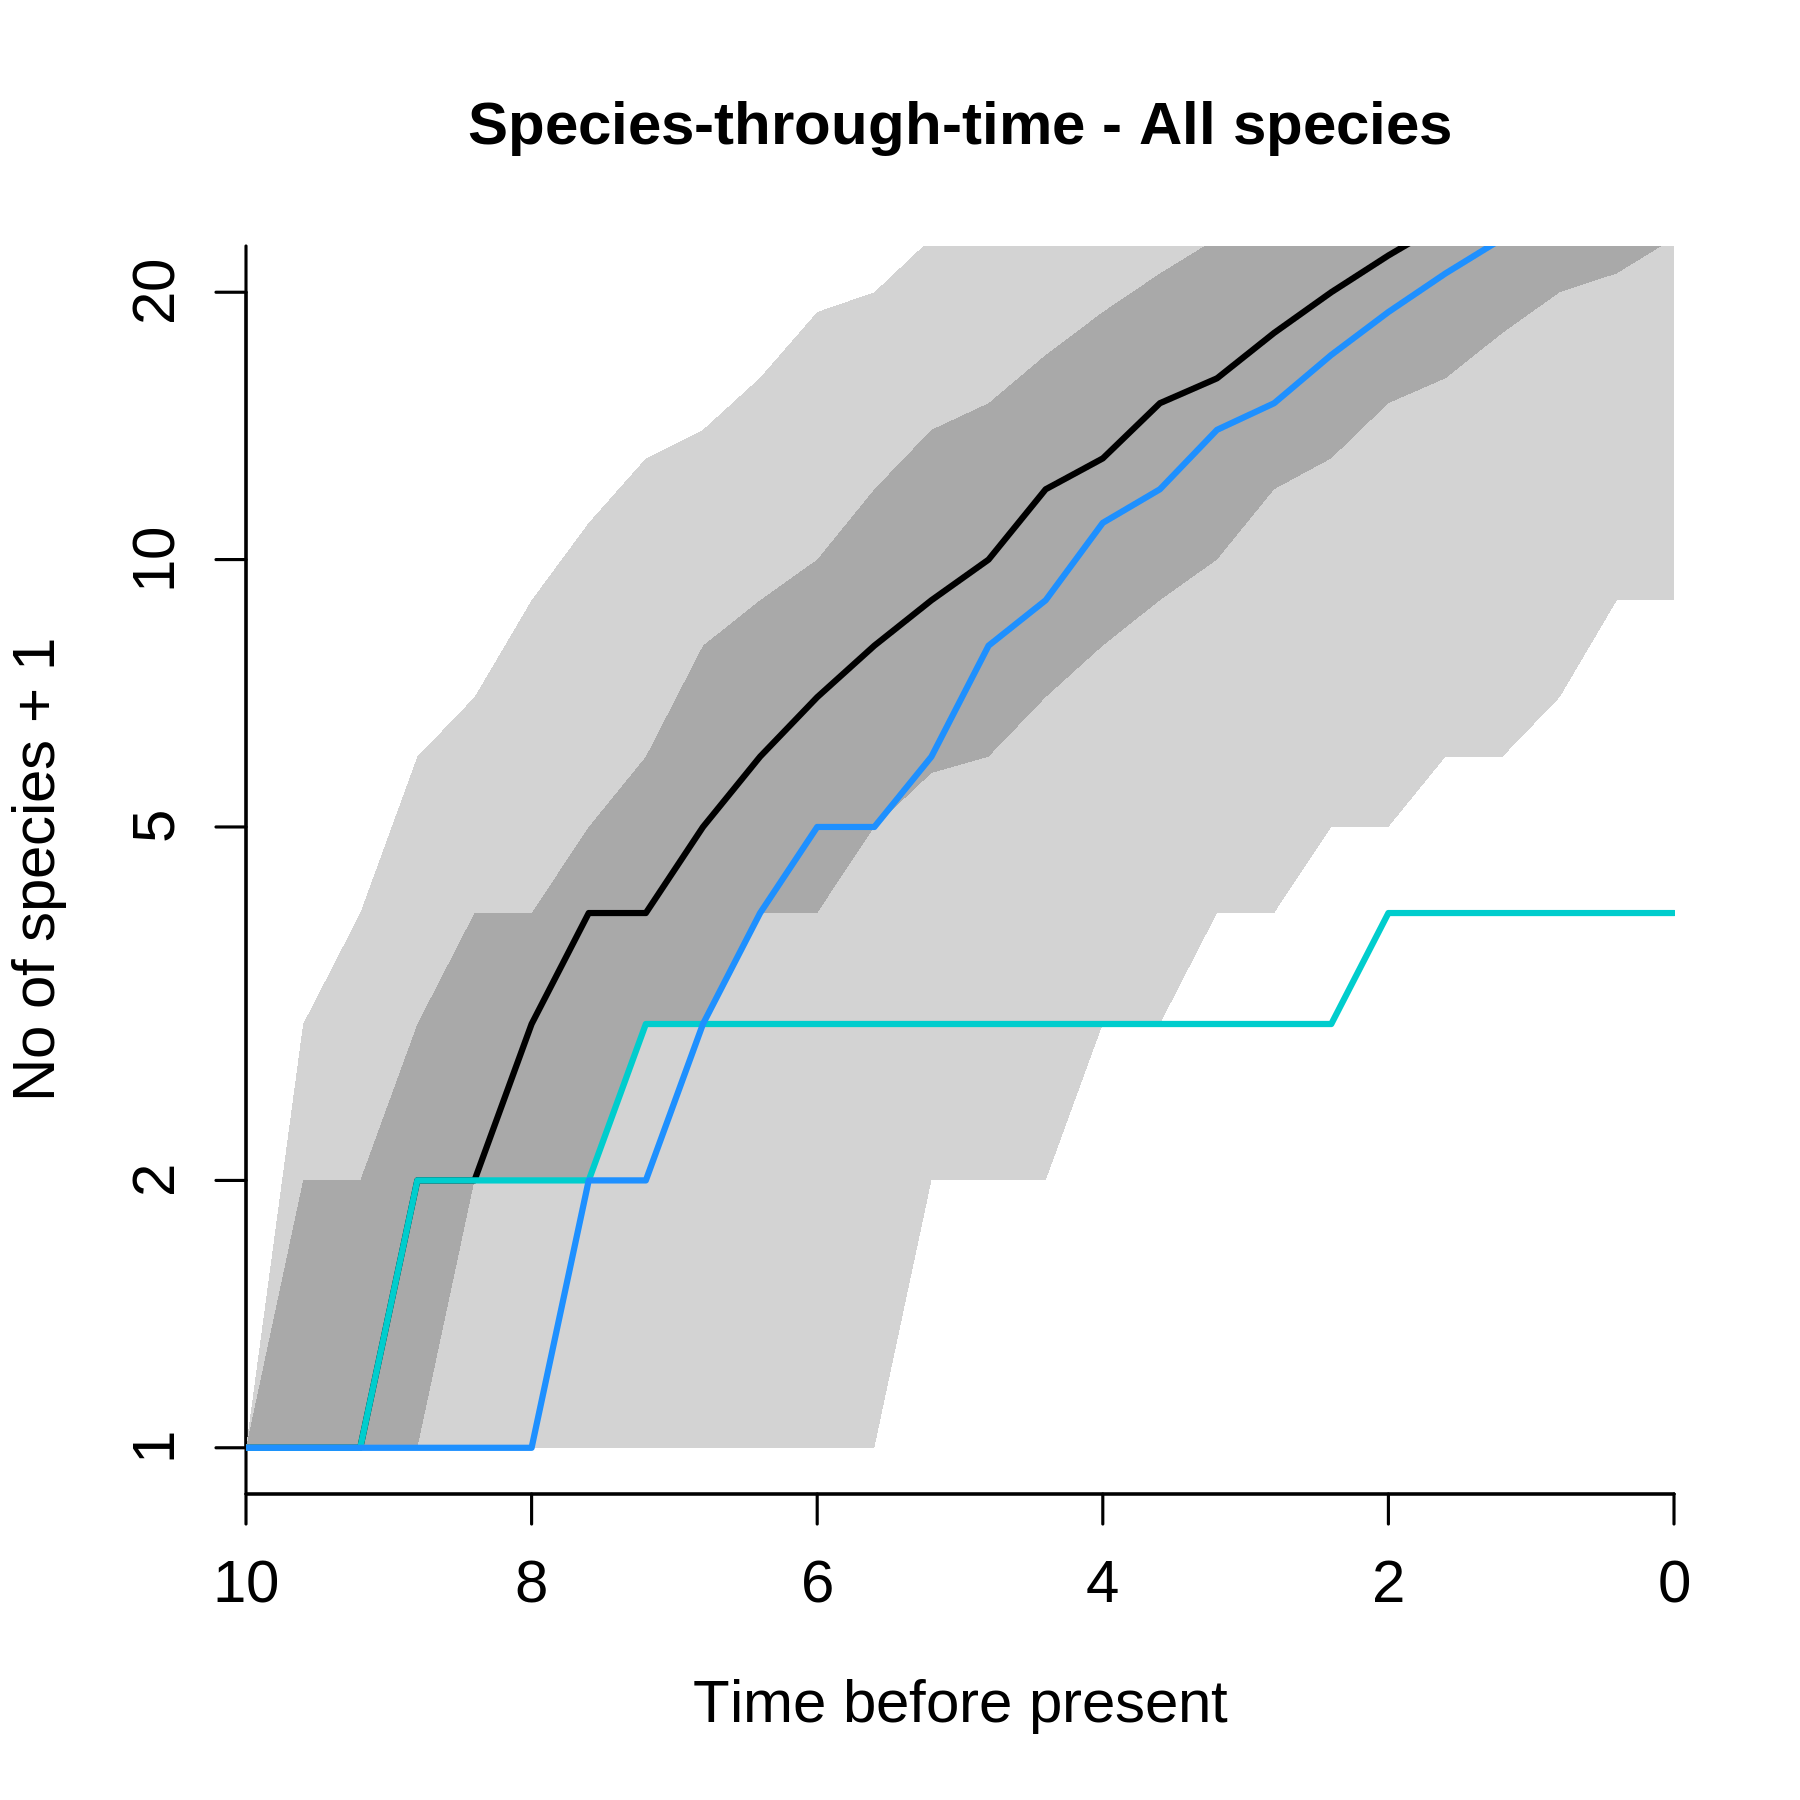 Species-through-time - All species
No of species + 1
20
10
5
2
1
10 8 6 4 2 0
Time before present